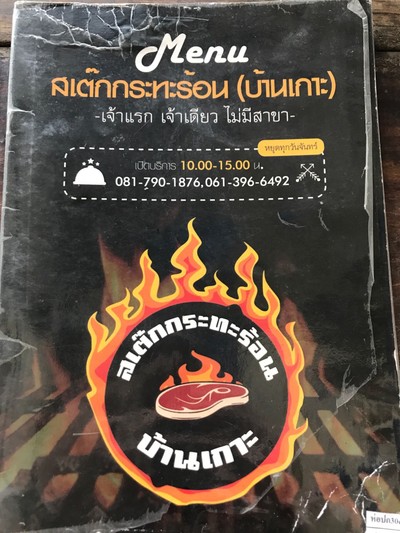 Menu
สเต๊กกระทะร้อน (บ้านเกาะ)
-เจ้าแรก เจ้าเดียว ไม่มีสาขา-
หยุดทุกวันจันทร์
เปิดบริการ 10.00-15.00 น.
081-790-1876,061-396-6492
สเต๊กกระทะร้อน
บ้านเกาะ